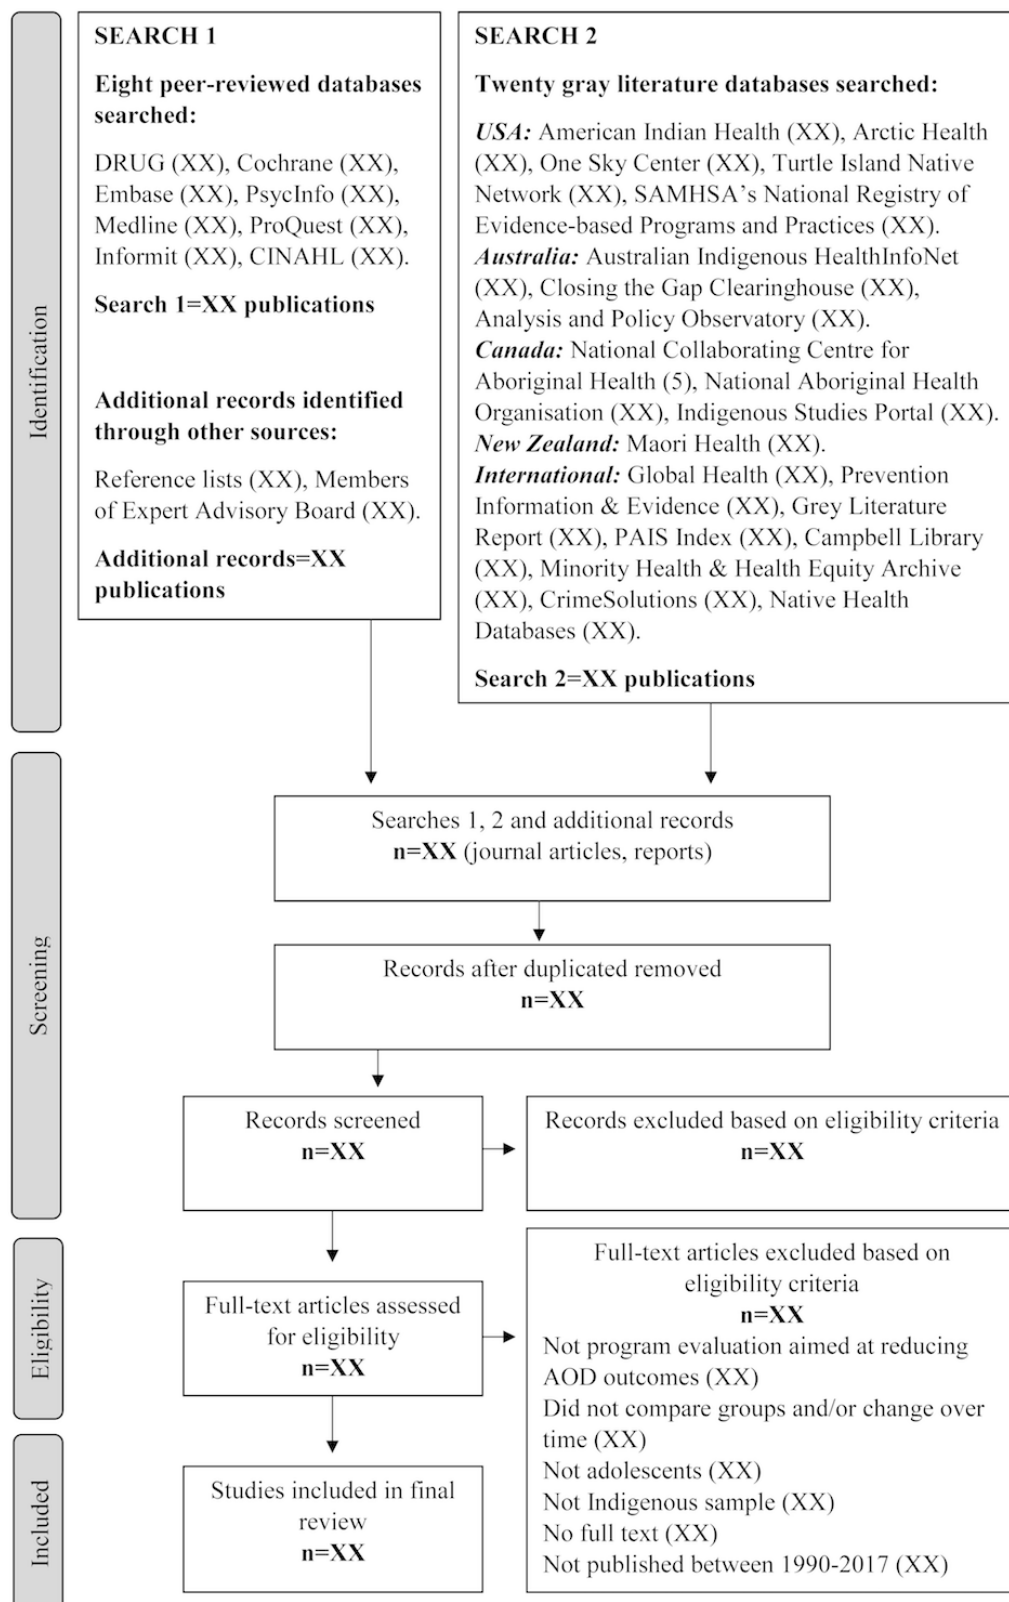 Identification
SEARCH 1
Eight peer-reviewed databases
searched:
DRUG (XX), Cochrane (XX),
Embase (XX), PsycInfo (XX),
Medline (XX), ProQuest (XX),
Informit (XX), CINAHL (XX).
Search 1=XX publications
Additional records identified
through other sources:
Reference lists (XX), Members
of Expert Advisory Board (XX).
Additional records=XX
publications
SEARCH 2
Twenty gray literature databases searched:
USA: American Indian Health (XX), Arctic Health
(XX), One Sky Center (XX), Turtle Island Native
Network (XX), SAMHSA's National Registry of
Evidence-based Programs and Practices (XX).
Australia: Australian Indigenous HealthInfoNet
(XX), Closing the Gap Clearinghouse (XX),
Analysis and Policy Observatory (XX).
Canada: National Collaborating Centre for
Aboriginal Health (5), National Aboriginal Health
Organisation (XX), Indigenous Studies Portal (XX).
New Zealand: Maori Health (XX).
International: Global Health (XX), Prevention
Information & Evidence (XX), Grey Literature
Report (XX), PAIS Index (XX), Campbell Library
(XX), Minority Health & Health Equity Archive
(XX), CrimeSolutions (XX), Native Health
Databases (XX).
Search 2=XX publications
Screening
Searches 1, 2 and additional records
n=XX (journal articles, reports)
Records after duplicated removed
n=XX
Records screened
n=XX
Records excluded based on eligibility criteria
n=XX
Eligibility
Full-text articles assessed
for eligibility
n=XX
Full-text articles excluded based on
eligibility criteria
n=XX
Not program evaluation aimed at reducing
AOD outcomes (XX)
Did not compare groups and/or change over
time (XX)
Not adolescents (XX)
Not Indigenous sample (XX)
No full text (XX)
Not published between 1990-2017 (XX)
Included
Studies included in final
review
n=XX